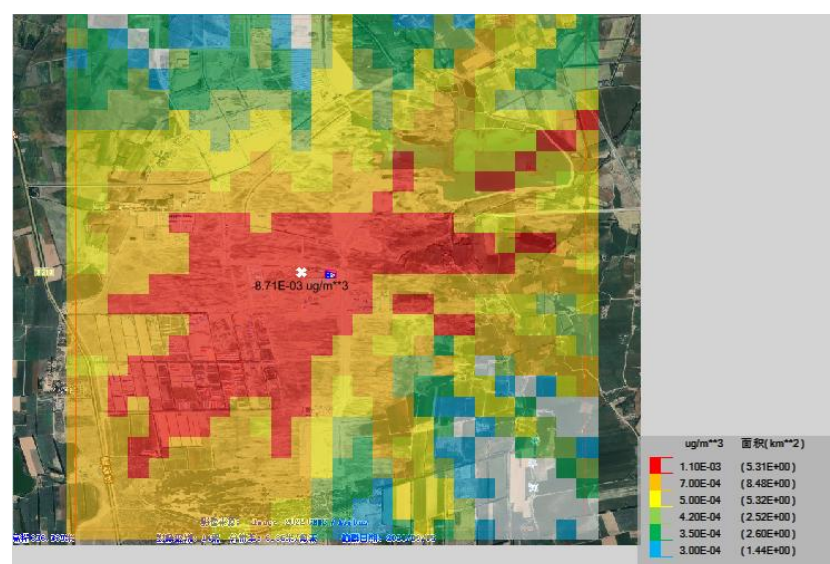 8.71E-03 ug/m**3
ug/m**3 面积(km**2)
1.10E-03 (5.31E+00)
7.00E-04 (8.48E+00)
5.00E-04 (5.32E+00)
4.20E-04 (2.52E+00)
3.50E-04 (2.60E+00)
3.00E-04 (1.44E+00)